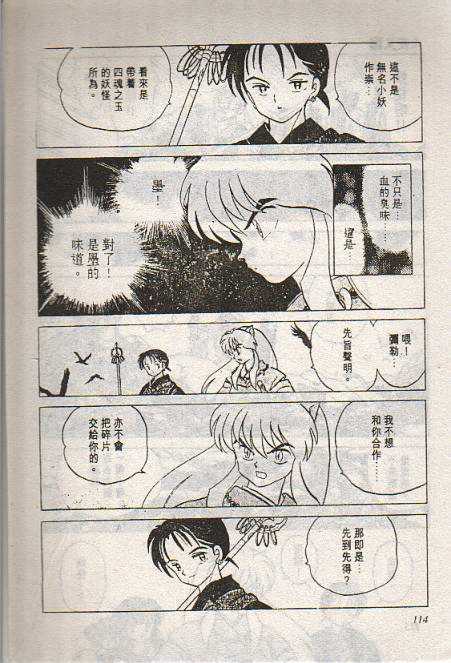 這不是
無名小妖
作祟…
看來是
帶着
四魂之玉
的妖怪
所為。
不只是…
血的臭味……
還是
墨！
對了！
是墨的
味道。
喂！
彌勒…
先旨聲明。
我不想
和你合作……
亦不會
把碎片
交給你的。
那即是…
先到先得？
114